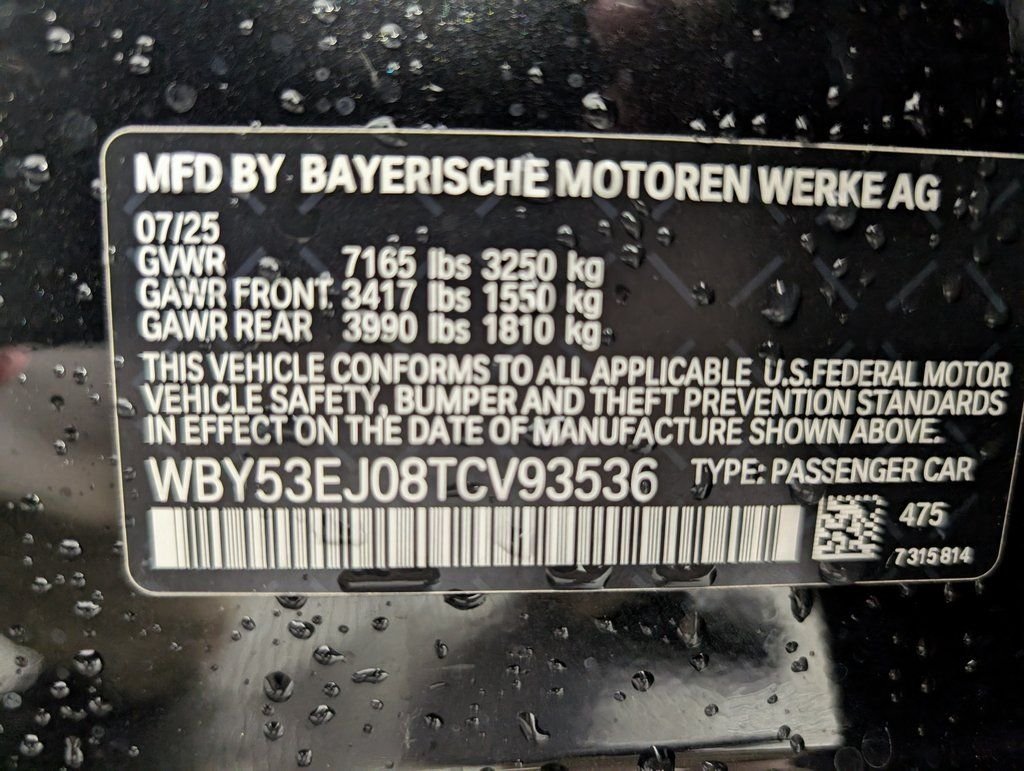 MFD BY BAYERISCHE MOTOREN WERKE AG
07/25
GVWR 7165 lbs 3250 kg
GAWR FRONT 3417 lbs 1550 kg
GAWR REAR 3990 lbs 1810 kg
THIS VEHICLE CONFORMS TO ALL APPLICABLE U.S.FEDERAL MOTOR
VEHICLE SAFETY, BUMPER AND THEFT PREVENTION STANDARDS
IN EFFECT ON THE DATE OF MANUFACTURE SHOWN ABOVE.
WBY53EJ08TCV93536 TYPE: PASSENGER CAR
475
7315814